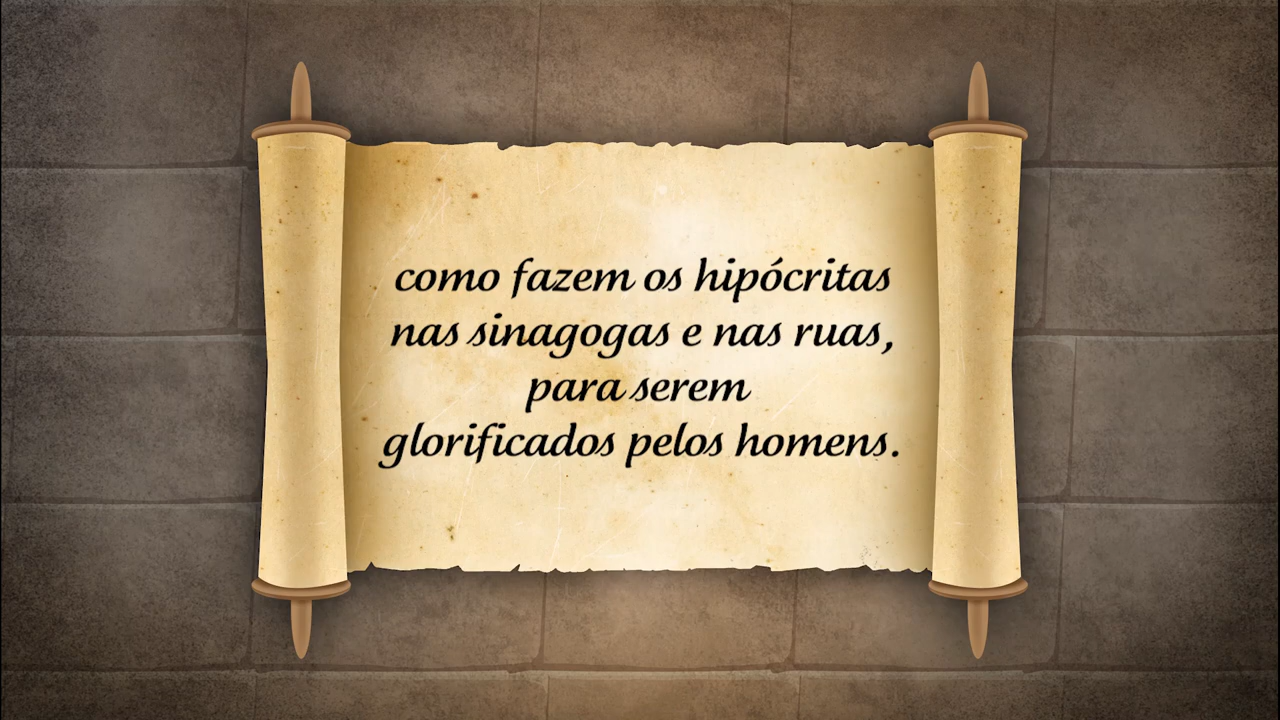 como fazem os hipócritas
nas sinagogas e nas ruas,
para serem
glorificados pelos homens.